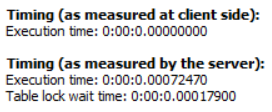 Timing (as measured at client side):
Execution time: 0:00:0.00000000
Timing (as measured by the server):
Execution time: 0:00:0.00072470
Table lock wait time: 0:00:0.00017900